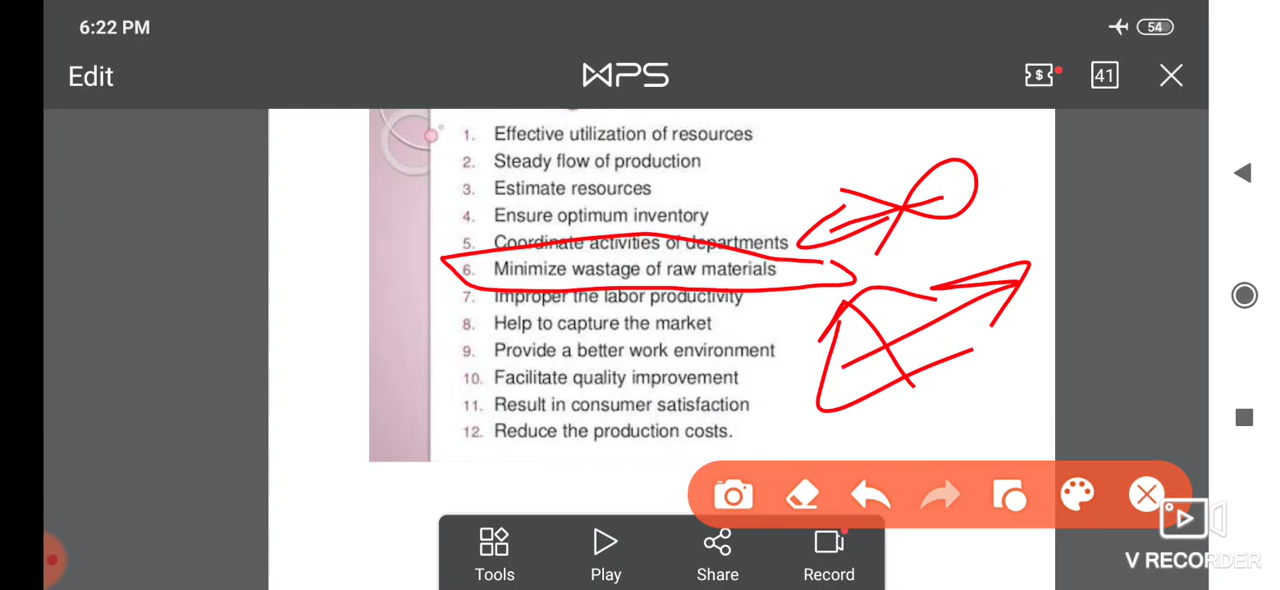 6:22 PM
54
Edit
WPS
$
41
1. Effective utilization of resources
2. Steady flow of production
3. Estimate resources
4. Ensure optimum inventory
5. Coordinate activities of departments
6. Minimize wastage of raw materials
7. Improper the labor productivity
8. Help to capture the market
9. Provide a better work environment
10. Facilitate quality improvement
11. Result in consumer satisfaction
12. Reduce the production costs.
Tools
Play
Share
Record
V RECORDER